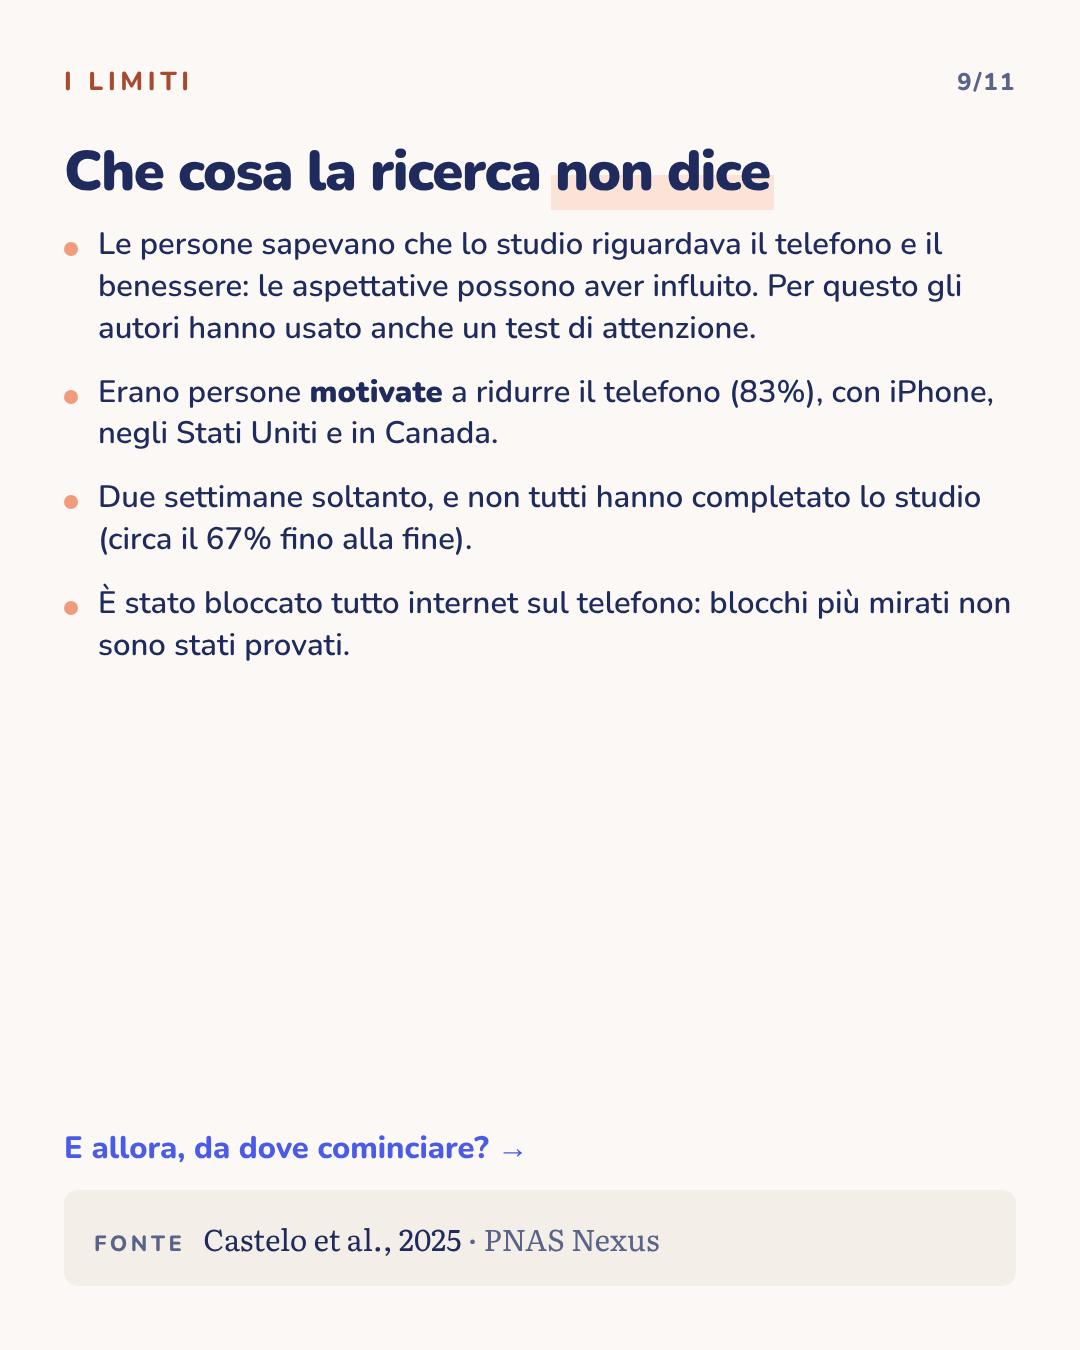 I LIMITI
9/11
Che cosa la ricerca non dice
Le persone sapevano che lo studio riguardava il telefono e il
benessere: le aspettative possono aver influito. Per questo gli
autori hanno usato anche un test di attenzione.
Erano persone motivate a ridurre il telefono (83%), con iPhone,
negli Stati Uniti e in Canada.
Due settimane soltanto, e non tutti hanno completato lo studio
(circa il 67% fino alla fine).
È stato bloccato tutto internet sul telefono: blocchi più mirati non
sono stati provati.
E allora, da dove cominciare? →
FONTE Castelo et al., 2025 · PNAS Nexus